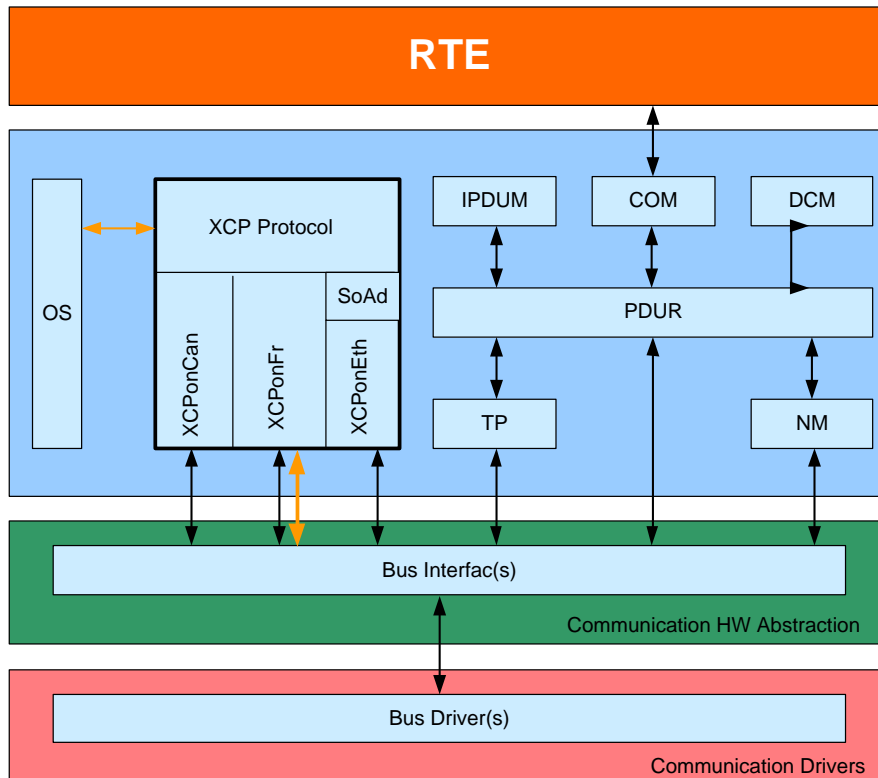 RTE
IPDUM
COM
DCM
XCP Protocol
OS
SoAd
PDUR
XCPonCan
XCPonFr
XCPonEth
TP
NM
Bus Interfac(s)
Communication HW Abstraction
Bus Driver(s)
Communication Drivers